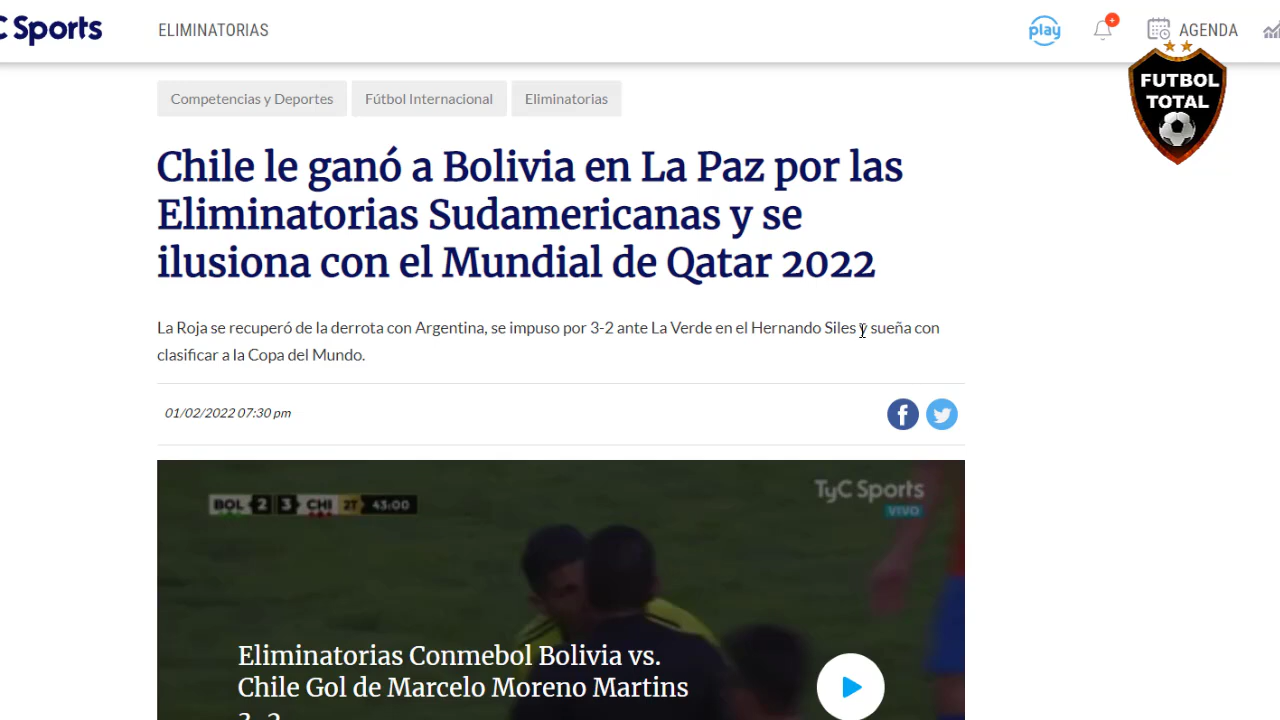 C Sports
ELIMINATORIAS
play
AGENDA
FUTBOL
TOTAL
Competencias y Deportes
Fútbol Internacional
Eliminatorias
Chile le ganó a Bolivia en La Paz por las
Eliminatorias Sudamericanas y se
ilusiona con el Mundial de Qatar 2022
La Roja se recuperó de la derrota con Argentina, se impuso por 3-2 ante La Verde en el Hernando Siles y sueña con
clasificar a la Copa del Mundo.
01/02/2022 07:30 pm
BOL 2 3 CHI 2T 43:00
TyC Sports
VIVO
Eliminatorias Conmebol Bolivia vs.
Chile Gol de Marcelo Moreno Martins